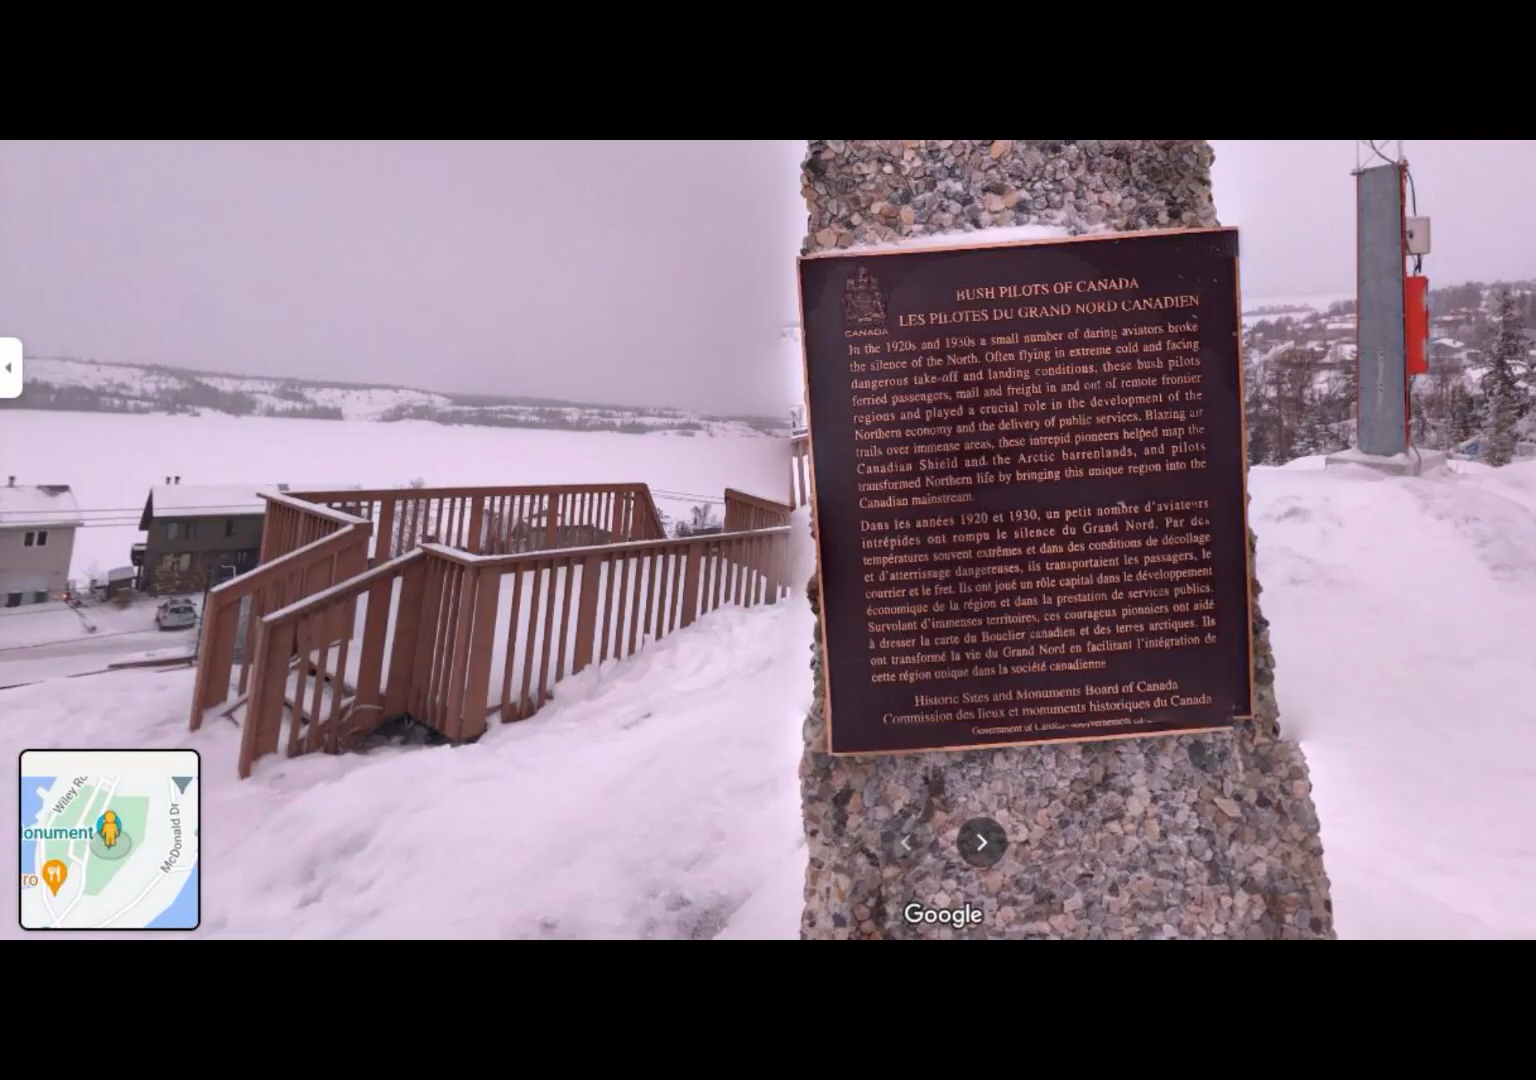 CANADA
BUSH PILOTS OF CANADA
LES PILOTES DU GRAND NORD CANADIEN
In the 1920s and 1930s a small number of daring aviators broke
the silence of the North. Often flying in extreme cold and facing
dangerous take-off and landing conditions, these bush pilots
ferried passengers, mail and freight in and out of remote frontier
regions and played a crucial role in the development of the
Northern economy and the delivery of public services. Blazing air
trails over immense areas, these intrepid pioneers helped map the
Canadian Shield and the Arctic barrenlands, and pilots
transformed Northern life by bringing this unique region into the
Canadian mainstream.
Dans les années 1920 et 1930, un petit nombre d'aviateurs
intrépides ont rompu le silence du Grand Nord. Par des
températures souvent extrêmes et dans des conditions de décollage
et d'atterrissage dangereuses, ils transportaient les passagers, le
courrier et le fret. Ils ont joué un rôle capital dans le développement
économique de la région et dans la prestation de services publics.
Survolant d'immenses territoires, ces courageux pionniers ont aidé
à dresser la carte du Bouclier canadien et des terres arctiques. Ils
ont transformé la vie du Grand Nord en facilitant l'intégration de
cette région unique dans la société canadienne
Historic Sites and Monuments Board of Canada
Commission des lieux et monuments historiques du Canada
Government of
Wiley Rd
onument
McDonald Dr
ro
Google